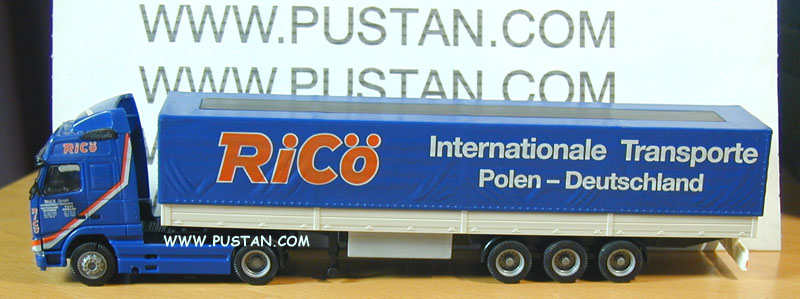 WWW.PUSTAN.COM
WWW.PUSTAN.COM
RiCö
RiCö
Internationale Transporte
Polen – Deutschland
WWW.PUSTAN.COM